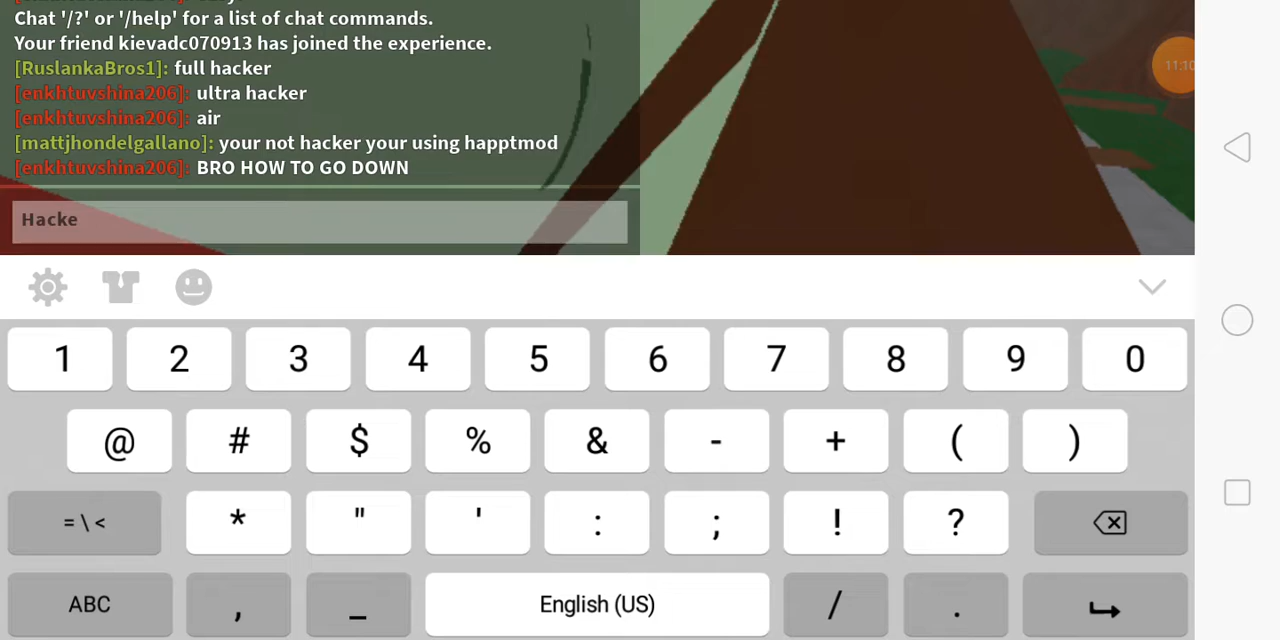 Chat '/?' or '/help' for a list of chat commands.
Your friend kievadc070913 has joined the experience.
[RuslankaBros1]: full hacker
[enkhtuvshina206]: ultra hacker
[enkhtuvshina206]: air
[mattjhondelgallano]: your not hacker your using happtmod
[enkhtuvshina206]: BRO HOW TO GO DOWN
Hacke
11:10
1 2 3 4 5 6 7 8 9 0
@ # $ % & - + ( )
= \ < * " ' : ; ! ?
ABC , _ English (US) / .